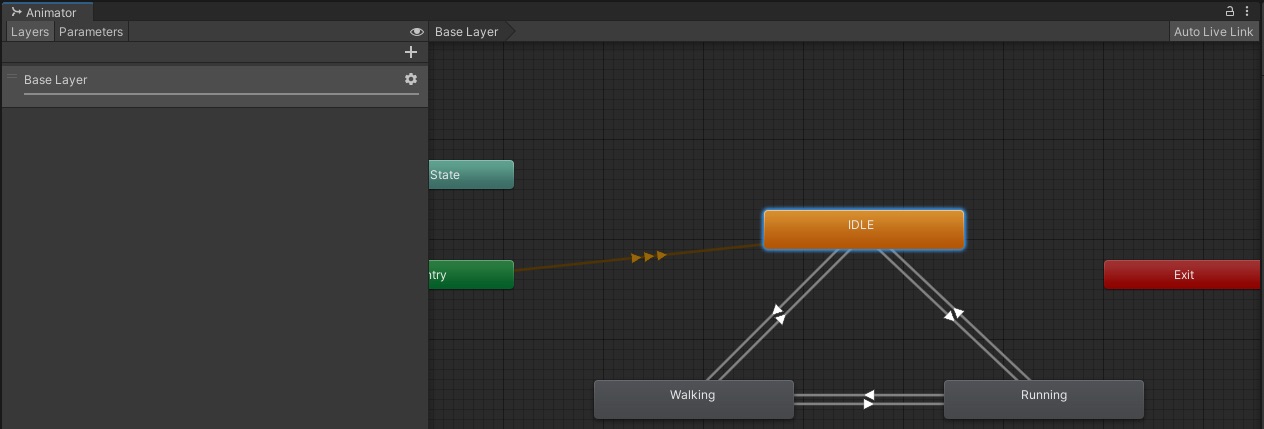 Animator
Layers Parameters
Base Layer
Auto Live Link
Base Layer
State
ntry
IDLE
Exit
Walking
Running